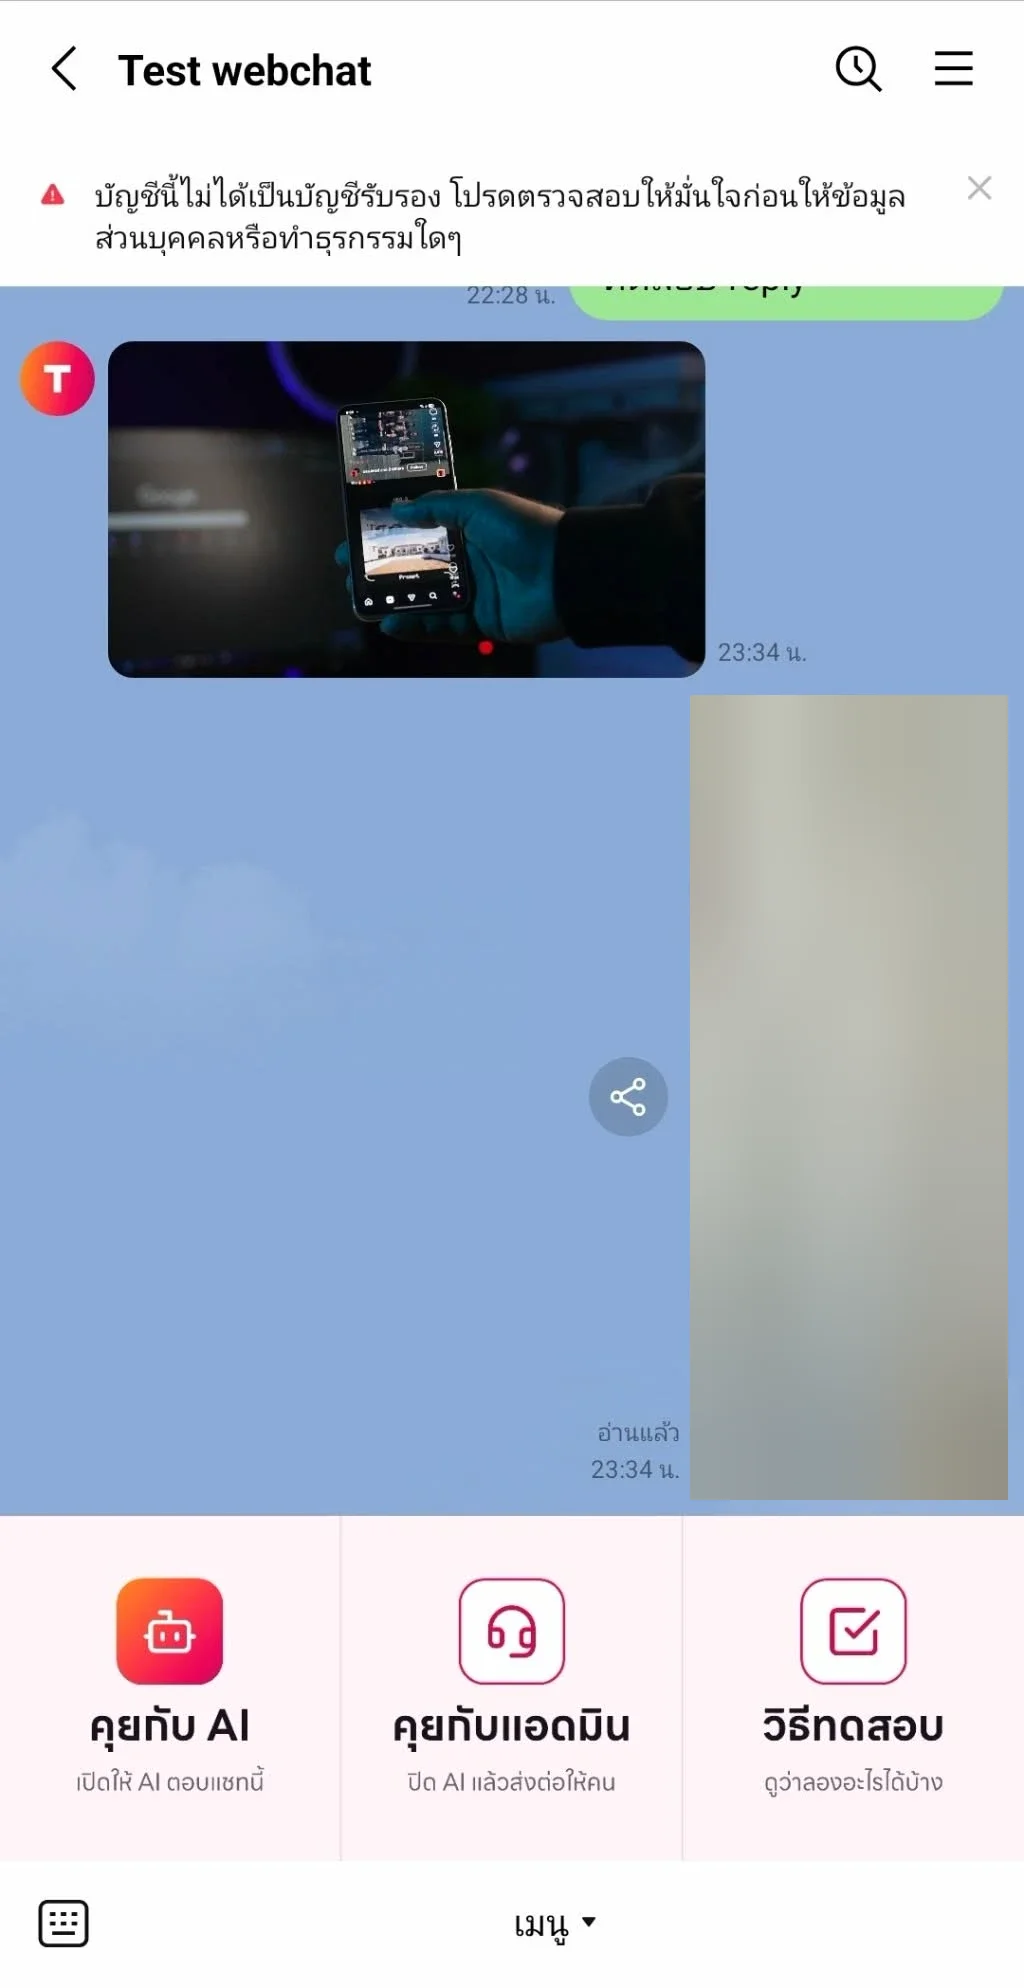 Test webchat
บัญชีนี้ไม่ได้เป็นบัญชีรับรอง โปรดตรวจสอบให้มั่นใจก่อนให้ข้อมูล
ส่วนบุคคลหรือทำธุรกรรมใดๆ
22:28 น.
reply
T
Google
23:34 น.
อ่านแล้ว
23:34 น.
คุยกับ AI
เปิดให้ AI ตอบแชทนี้
คุยกับแอดมิน
ปิด AI แล้วส่งต่อให้คน
วิธีทดสอบ
ดูว่าลองอะไรได้บ้าง
เมนู